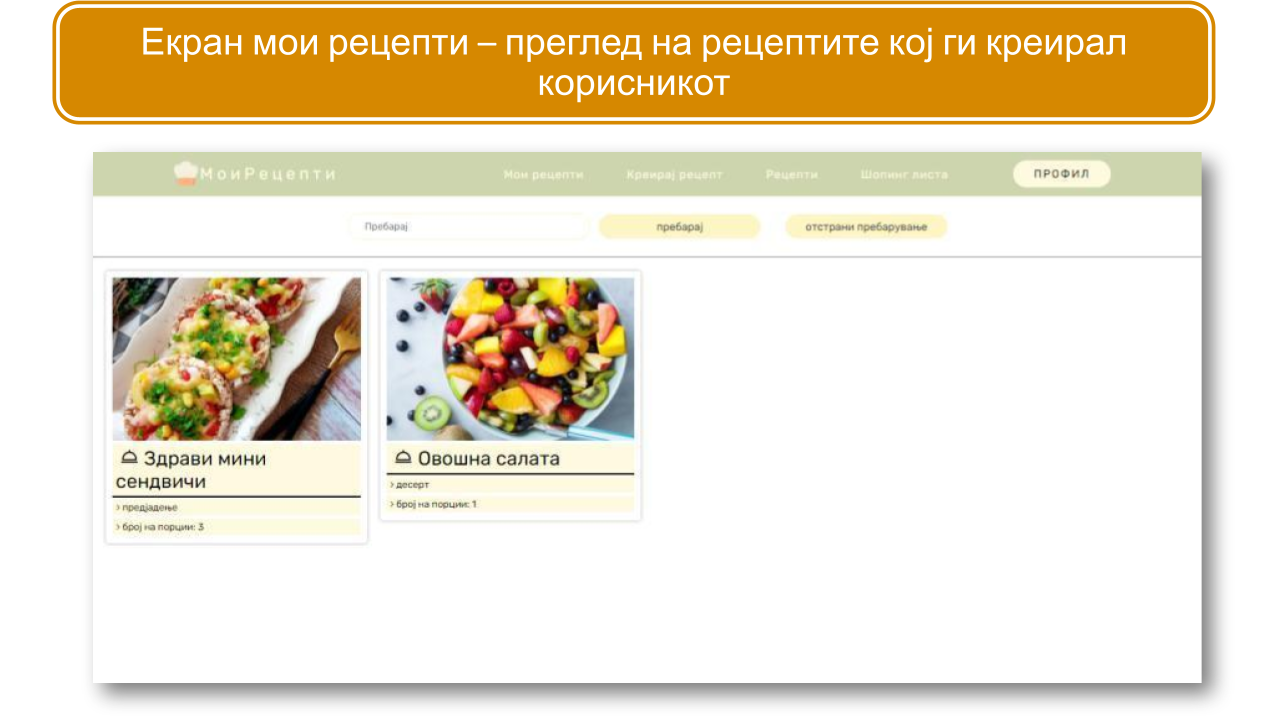 Екран мои рецепти – преглед на рецептите кој ги креирал
корисникот
МоиРецепти
Мои рецепти Креирај рецепт Рецепти Шопинг листа ПРОФИЛ
Пребарај пребарај отстрани пребарување
Здрави мини
сендвичи
› предјадење
› број на порции: 3
Овошна салата
› десерт
› број на порции: 1